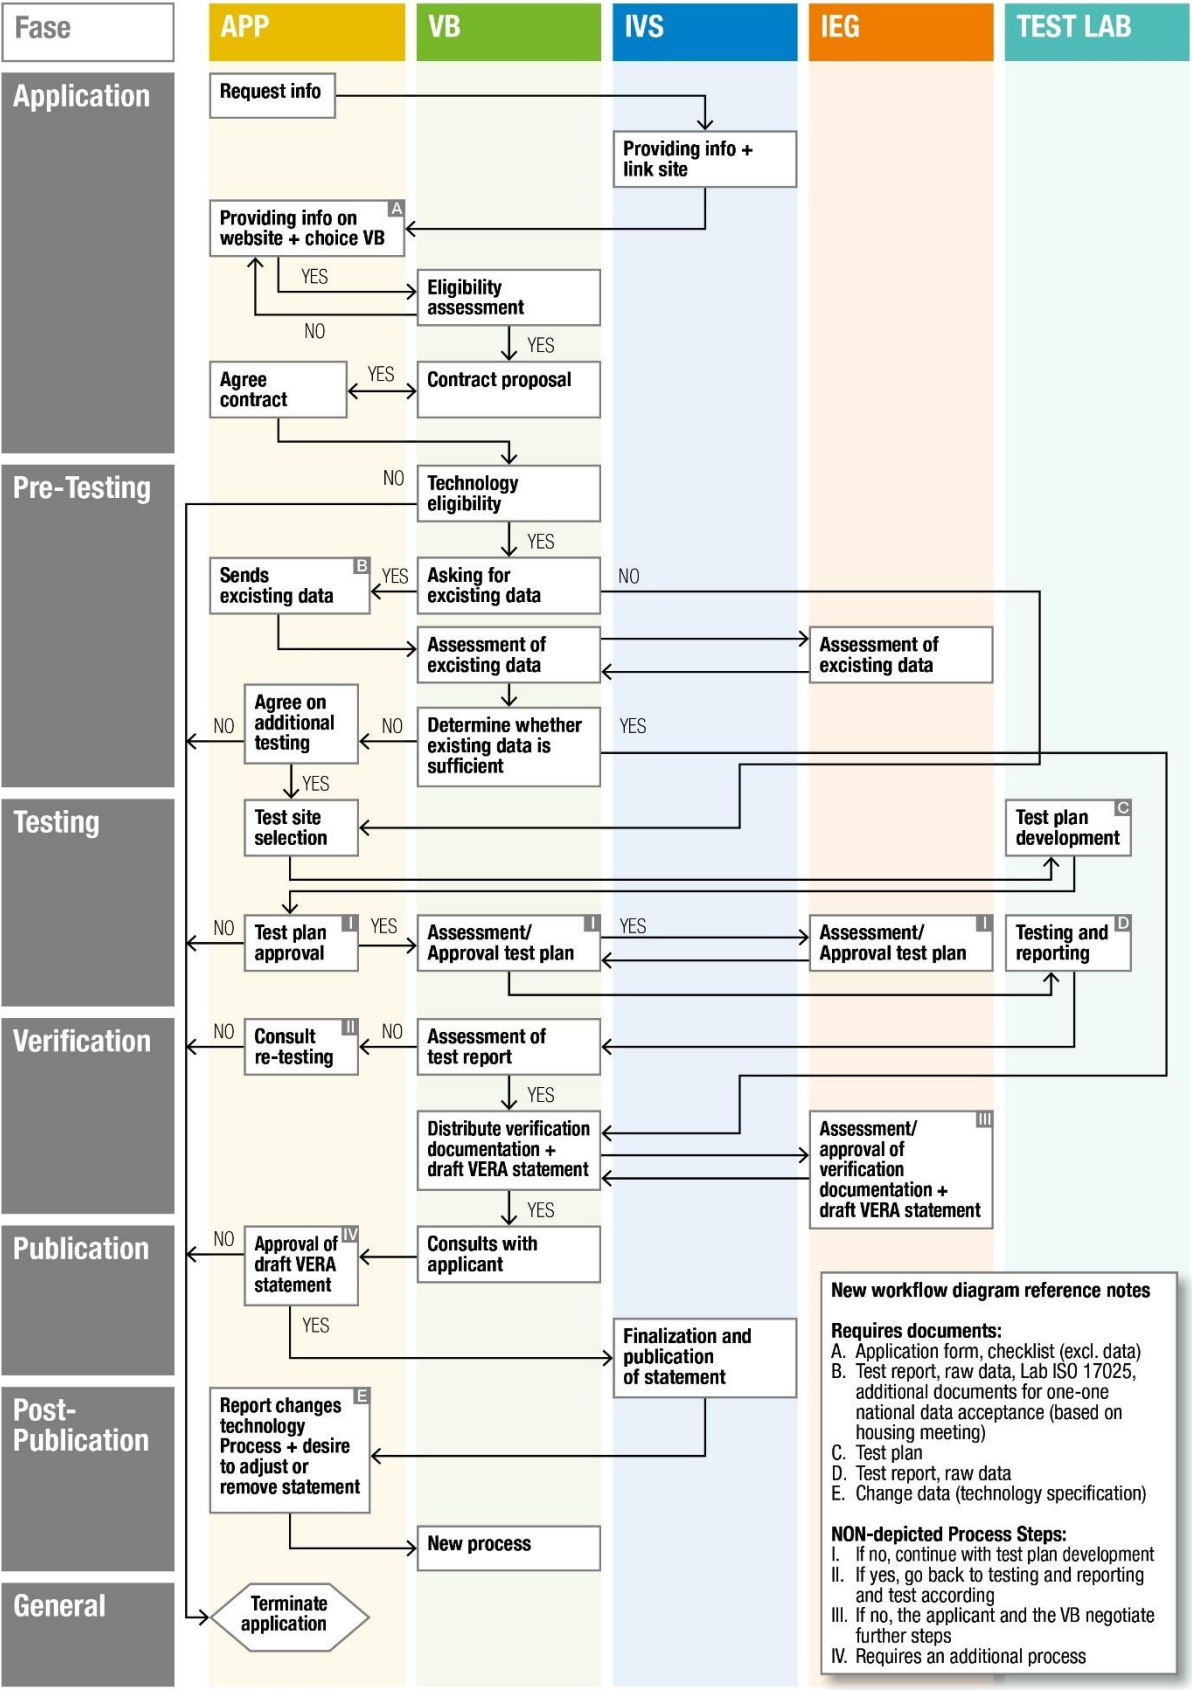 Fase
APP
VB
IVS
IEG
TEST LAB
Application
Request info
Providing info +
link site
Providing info on
website + choice VB
A
YES
Eligibility
assessment
NO
YES
Agree
contract
YES
Contract proposal
Pre-Testing
NO
Technology
eligibility
YES
Sends
excisting data
B
YES
Asking for
excisting data
NO
Assessment of
excisting data
Assessment of
excisting data
NO
Agree on
additional
testing
NO
Determine whether
existing data is
sufficient
YES
YES
Testing
Test site
selection
Test plan
development
C
NO
Test plan
approval
I
YES
Assessment/
Approval test plan
I
YES
Assessment/
Approval test plan
I
Testing and
reporting
D
Verification
NO
Consult
re-testing
II
NO
Assessment of
test report
YES
Distribute verification
documentation +
draft VERA statement
Assessment/
approval of
verification
documentation +
draft VERA statement
III
YES
Publication
NO
Approval of
draft VERA
statement
IV
Consults with
applicant
YES
Finalization and
publication
of statement
Post-
Publication
Report changes
technology
Process + desire
to adjust or
remove statement
E
New process
General
Terminate
application
New workflow diagram reference notes
Requires documents:
A. Application form, checklist (excl. data)
B. Test report, raw data, Lab ISO 17025,
additional documents for one-one
national data acceptance (based on
housing meeting)
C. Test plan
D. Test report, raw data
E. Change data (technology specification)
NON-depicted Process Steps:
I. If no, continue with test plan development
II. If yes, go back to testing and reporting
and test according
III. If no, the applicant and the VB negotiate
further steps
IV. Requires an additional process